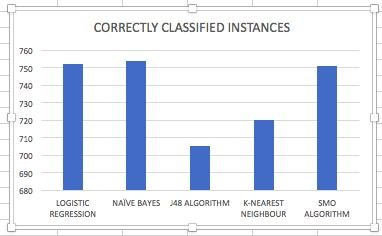 CORRECTLY CLASSIFIED INSTANCES
760
750
740
730
720
710
700
690
680
LOGISTIC
REGRESSION
NAÏVE BAYES
J48 ALGORITHM
K-NEAREST
NEIGHBOUR
SMO
ALGORITHM